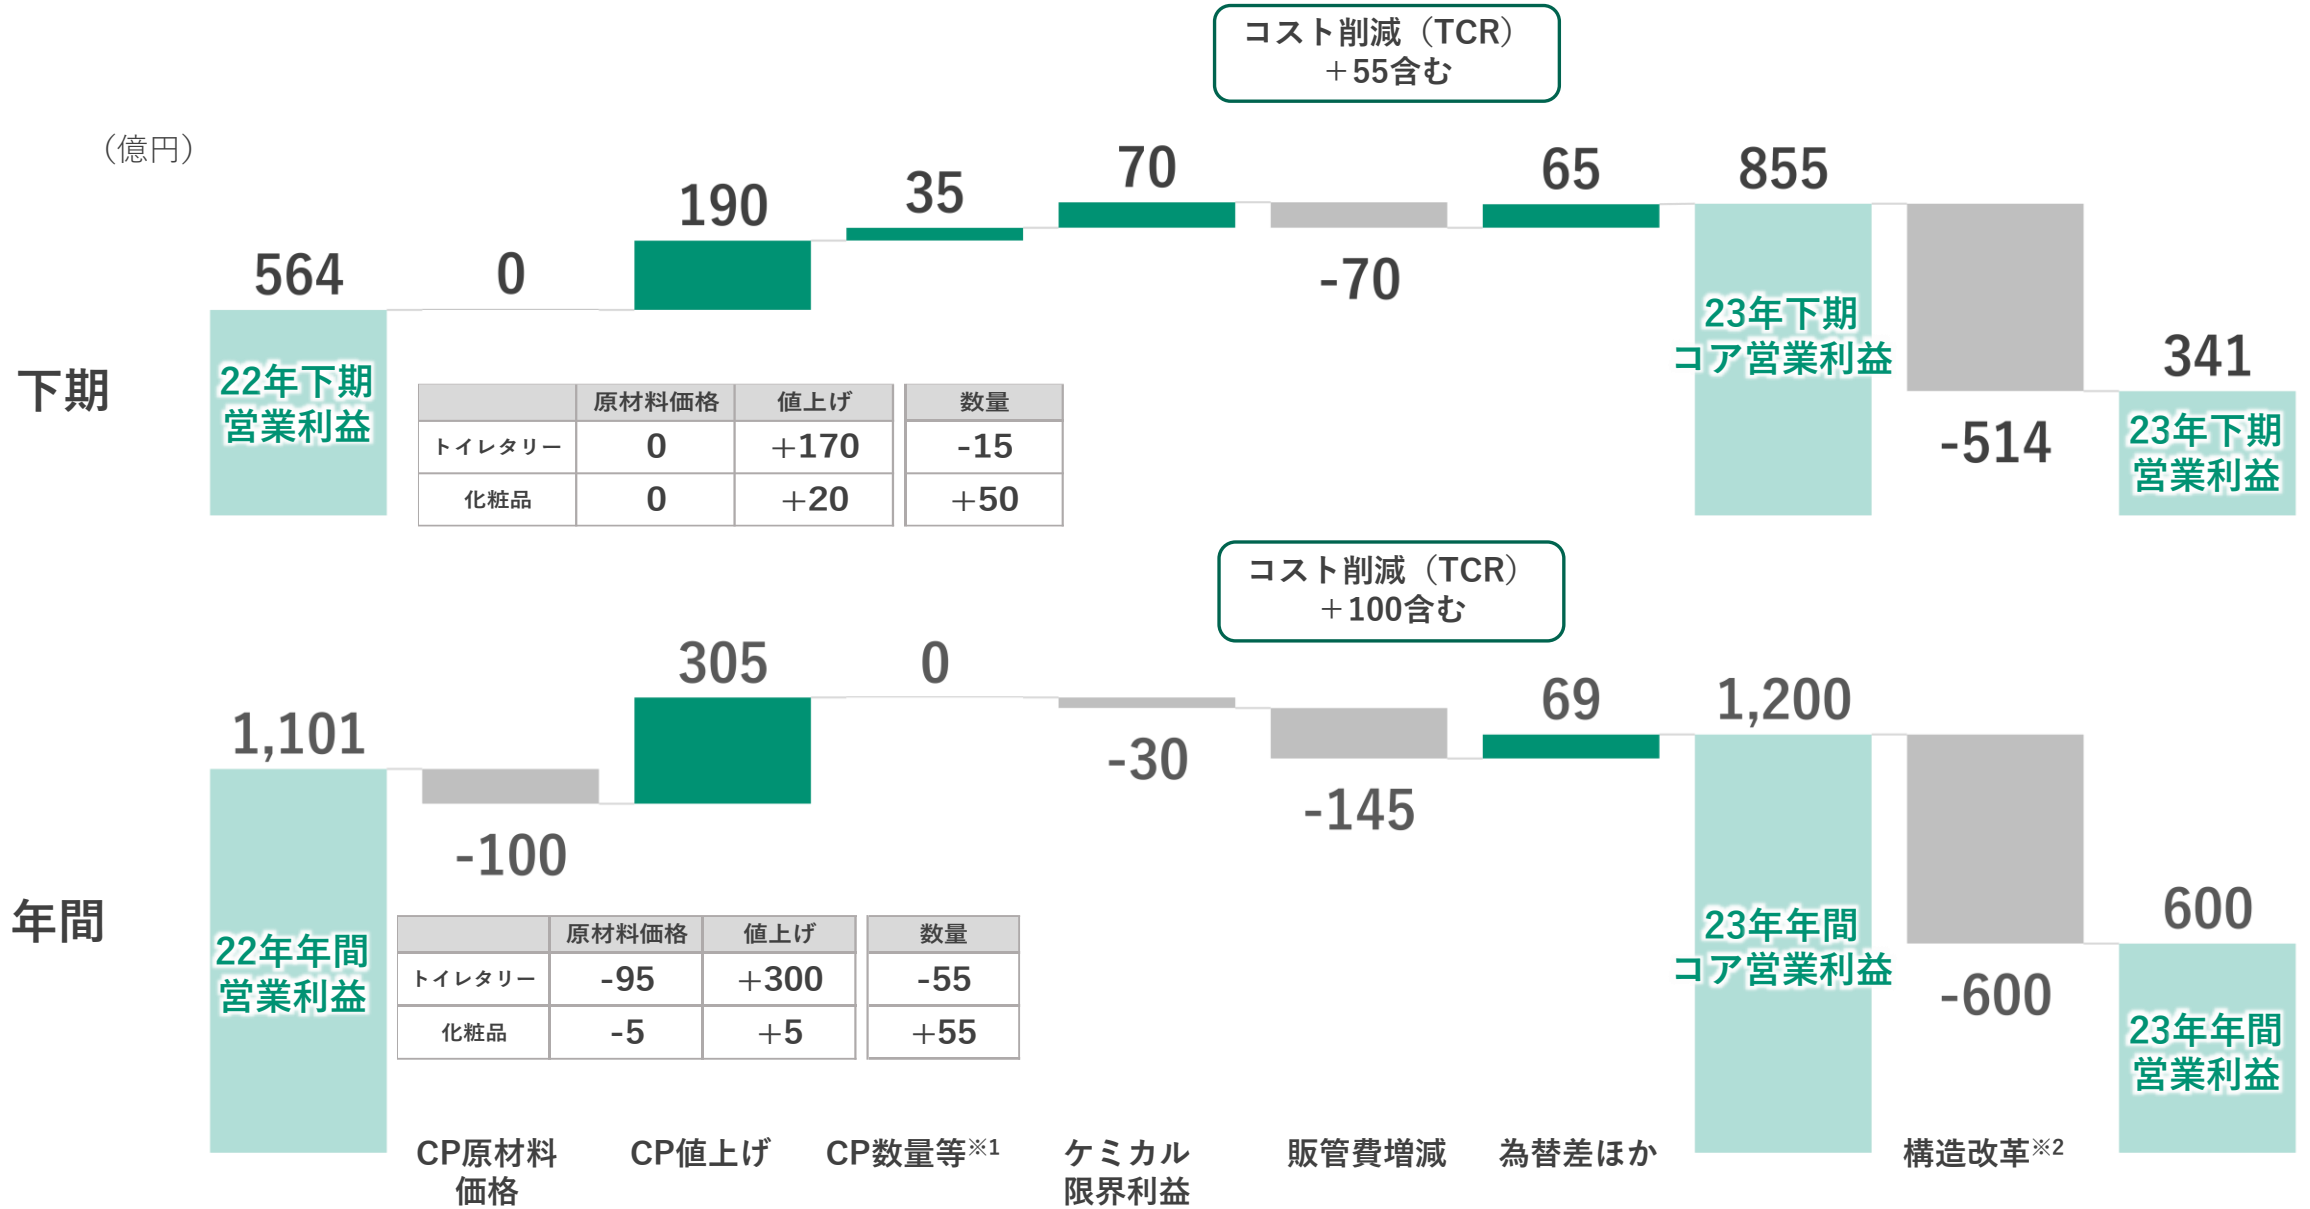 コスト削減（TCR）
＋55含む
（億円）
564
0
190
35
70
-70
65
855
-514
341
下期
22年下期
営業利益
23年下期
コア営業利益
23年下期
営業利益
原材料価格 値上げ 数量
トイレタリー 0 ＋170 -15
化粧品 0 ＋20 ＋50
コスト削減（TCR）
＋100含む
1,101
-100
305
0
-30
-145
69
1,200
-600
600
年間
22年年間
営業利益
23年年間
コア営業利益
23年年間
営業利益
原材料価格 値上げ 数量
トイレタリー -95 ＋300 -55
化粧品 -5 ＋5 ＋55
CP原材料
価格
CP値上げ
CP数量等※1
ケミカル
限界利益
販管費増減
為替差ほか
構造改革※2